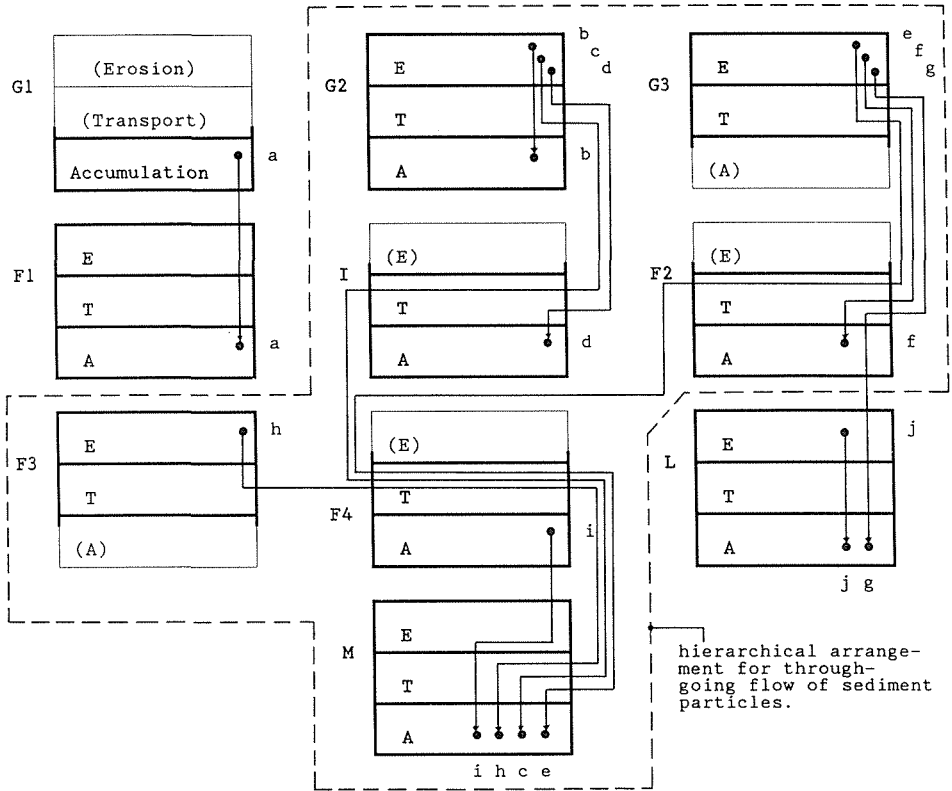 G1
(Erosion)
(Transport)
Accumulation
a
G2
E
T
A
b
c
d
b
G3
E
T
(A)
e
f
g
F1
E
T
A
a
I
(E)
T
A
d
F2
(E)
T
A
f
F3
E
T
(A)
h
F4
(E)
T
A
i
L
E
T
A
j
j g
M
E
T
A
i h c e
hierarchical arrange-
ment for through-
going flow of sediment
particles.